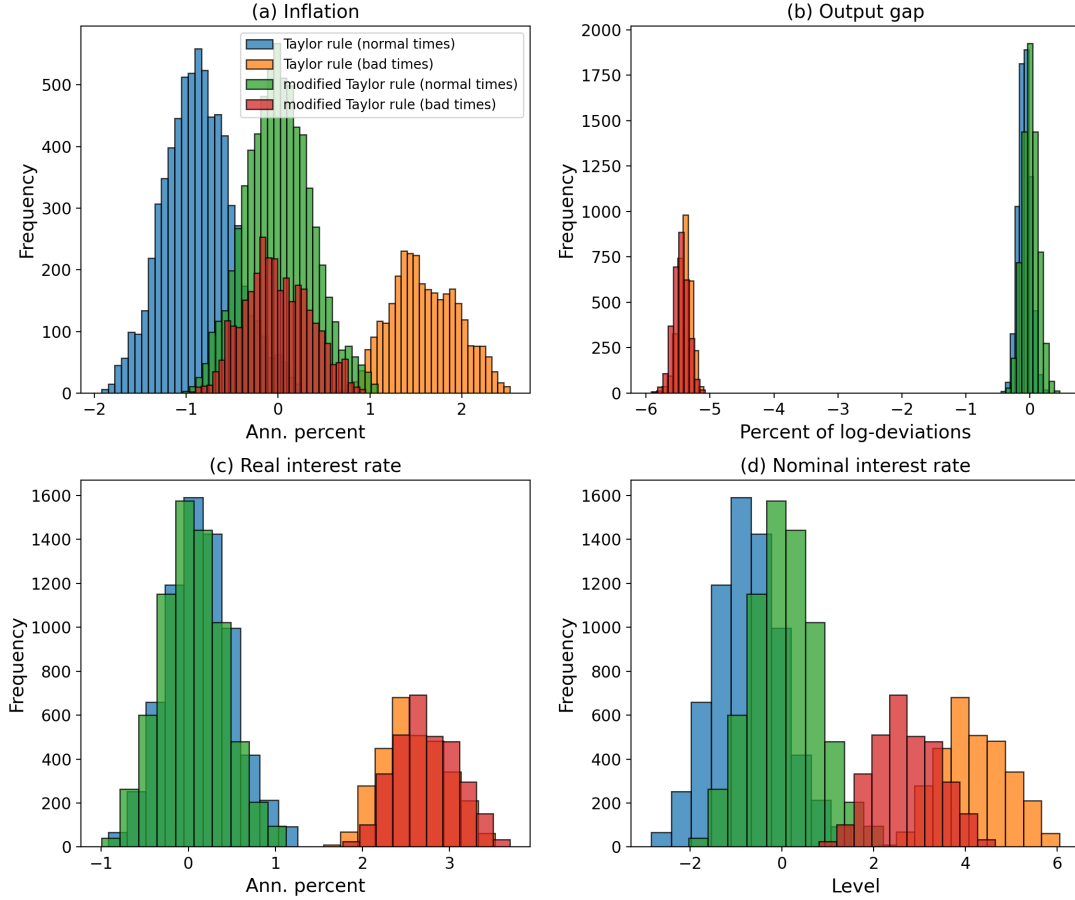 (a) Inflation
Frequency
500
400
300
200
100
0
Taylor rule (normal times)
Taylor rule (bad times)
modified Taylor rule (normal times)
modified Taylor rule (bad times)
−2 −1 0 1 2
Ann. percent
(b) Output gap
Frequency
2000
1750
1500
1250
1000
750
500
250
0
−6 −5 −4 −3 −2 −1 0
Percent of log-deviations
(c) Real interest rate
Frequency
1600
1400
1200
1000
800
600
400
200
0
−1 0 1 2 3
Ann. percent
(d) Nominal interest rate
Frequency
1600
1400
1200
1000
800
600
400
200
0
−2 0 2 4 6
Level